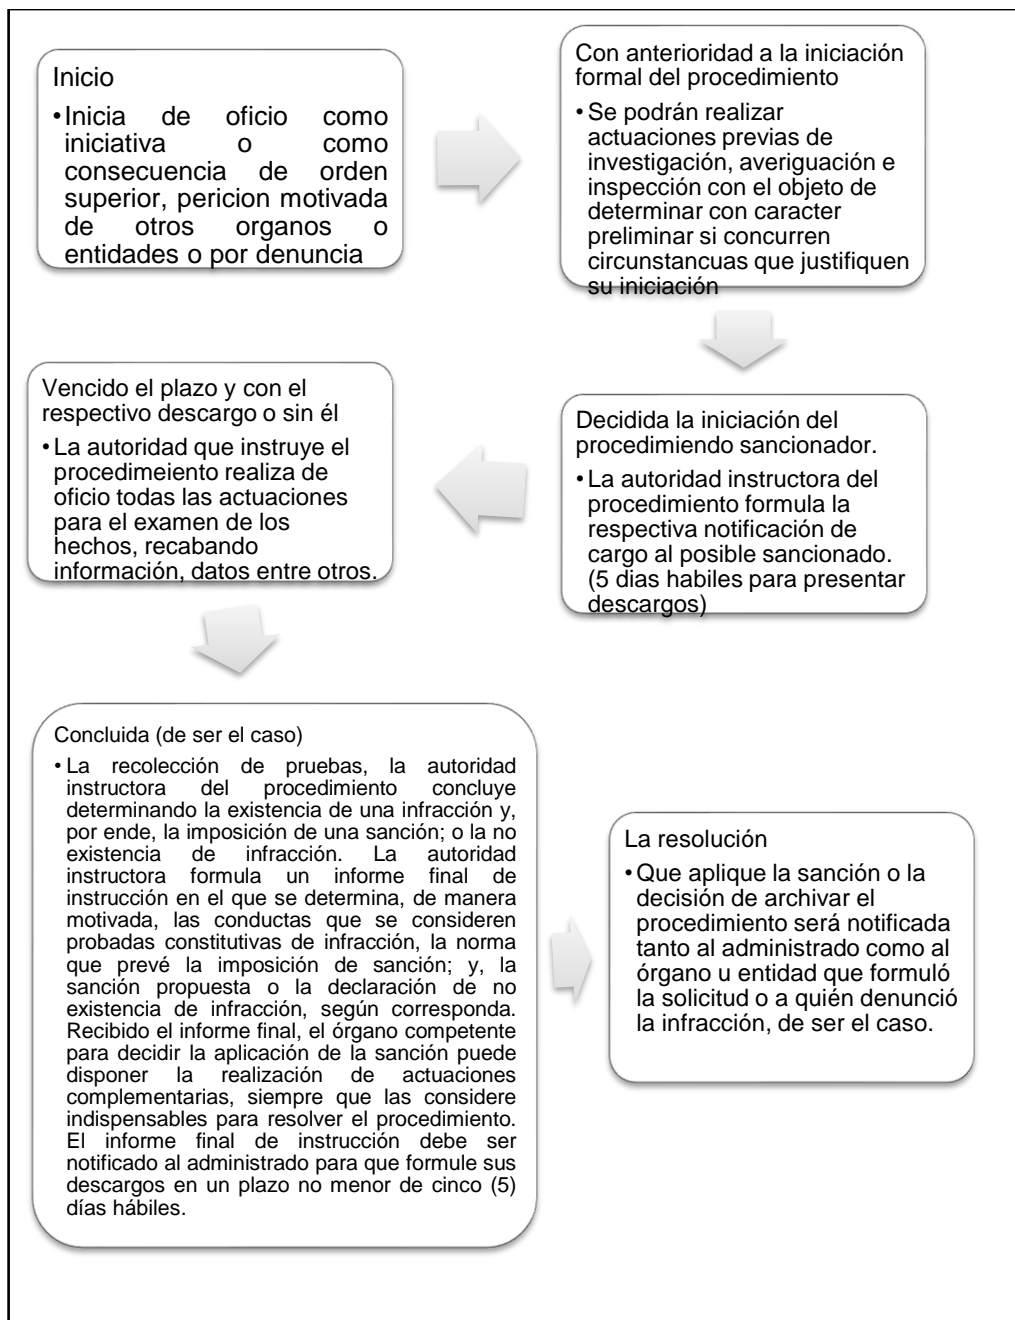 Inicio
•Inicia de oficio como
iniciativa o como
consecuencia de orden
superior, pericion motivada
de otros organos o
entidades o por denuncia
Con anterioridad a la iniciación
formal del procedimiento
• Se podrán realizar
actuaciones previas de
investigación, averiguación e
inspección con el objeto de
determinar con caracter
preliminar si concurren
circunstancuas que justifiquen
su iniciación
Decidida la iniciación del
procedimiendo sancionador.
• La autoridad instructora del
procedimiento formula la
respectiva notificación de
cargo al posible sancionado.
(5 dias habiles para presentar
descargos)
Vencido el plazo y con el
respectivo descargo o sin él
• La autoridad que instruye el
procedimeiento realiza de
oficio todas las actuaciones
para el examen de los
hechos, recabando
información, datos entre otros.
Concluida (de ser el caso)
• La recolección de pruebas, la autoridad
instructora del procedimiento concluye
determinando la existencia de una infracción y,
por ende, la imposición de una sanción; o la no
existencia de infracción. La autoridad
instructora formula un informe final de
instrucción en el que se determina, de manera
motivada, las conductas que se consideren
probadas constitutivas de infracción, la norma
que prevé la imposición de sanción; y, la
sanción propuesta o la declaración de no
existencia de infracción, según corresponda.
Recibido el informe final, el órgano competente
para decidir la aplicación de la sanción puede
disponer la realización de actuaciones
complementarias, siempre que las considere
indispensables para resolver el procedimiento.
El informe final de instrucción debe ser
notificado al administrado para que formule sus
descargos en un plazo no menor de cinco (5)
días hábiles.
La resolución
• Que aplique la sanción o la
decisión de archivar el
procedimiento será notificada
tanto al administrado como al
órgano u entidad que formuló
la solicitud o a quién denunció
la infracción, de ser el caso.